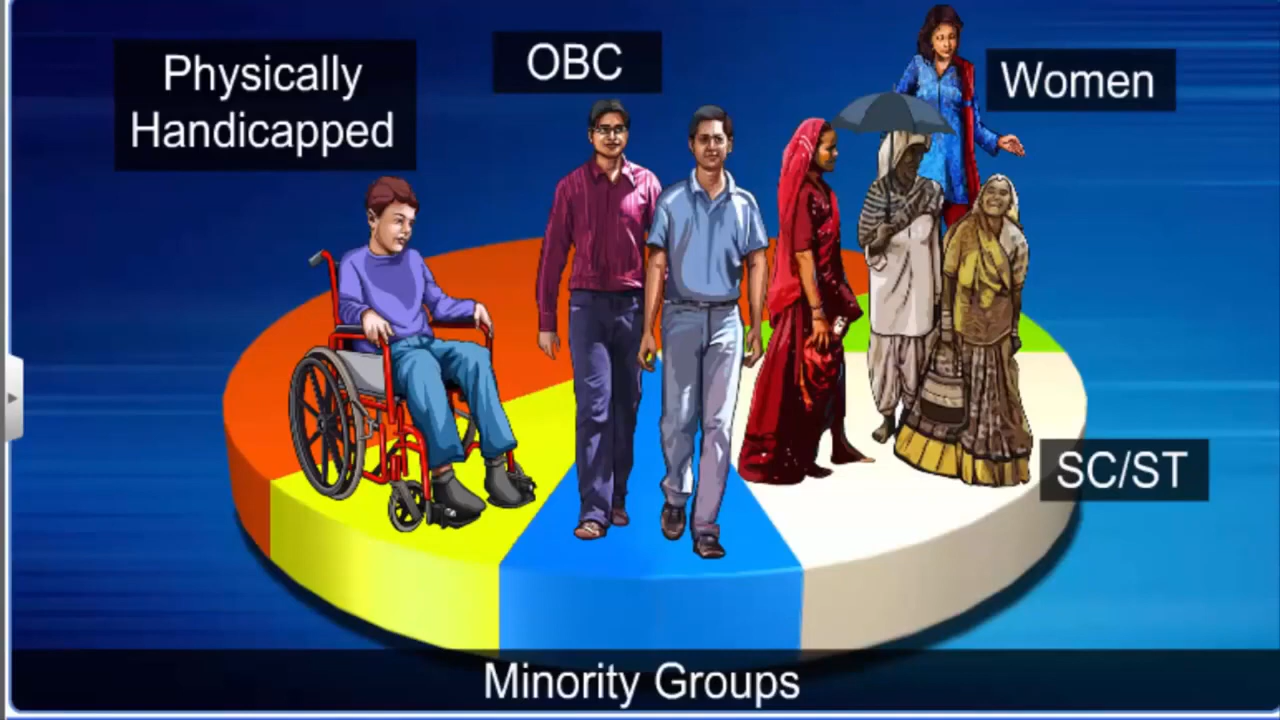 Physically
Handicapped
OBC
Women
SC/ST
Minority Groups